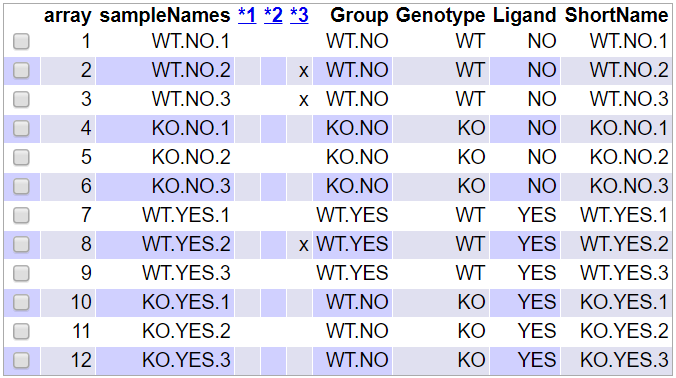 array sampleNames *1 *2 *3 Group Genotype Ligand ShortName
1 WT.NO.1 WT.NO WT NO WT.NO.1
2 WT.NO.2 x WT.NO WT NO WT.NO.2
3 WT.NO.3 x WT.NO WT NO WT.NO.3
4 KO.NO.1 KO.NO KO NO KO.NO.1
5 KO.NO.2 KO.NO KO NO KO.NO.2
6 KO.NO.3 KO.NO KO NO KO.NO.3
7 WT.YES.1 WT.YES WT YES WT.YES.1
8 WT.YES.2 x WT.YES WT YES WT.YES.2
9 WT.YES.3 WT.YES WT YES WT.YES.3
10 KO.YES.1 WT.NO KO YES KO.YES.1
11 KO.YES.2 WT.NO KO YES KO.YES.2
12 KO.YES.3 WT.NO KO YES KO.YES.3